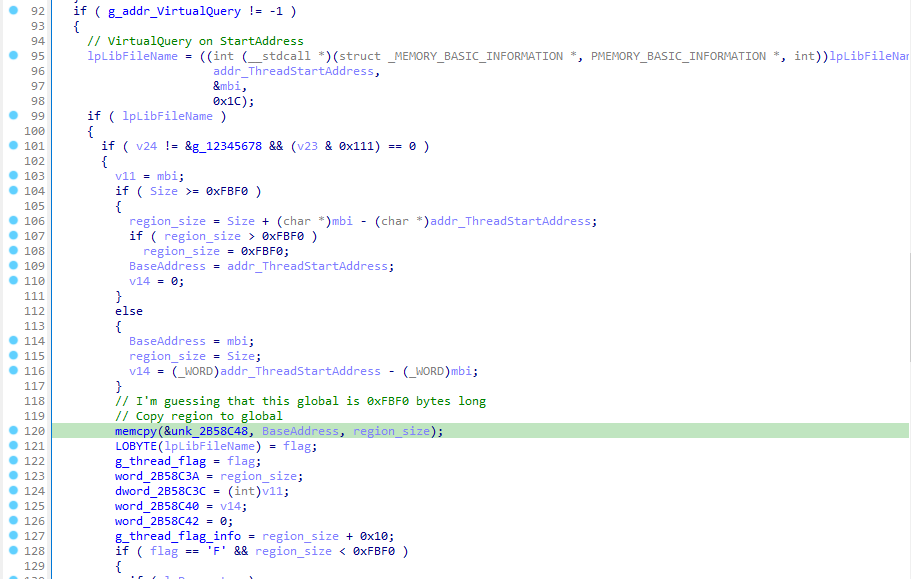 92 if ( g_addr_VirtualQuery != -1 )
93 {
94 // VirtualQuery on StartAddress
95 lpLibFileName = ((int (__stdcall *)(struct _MEMORY_BASIC_INFORMATION *, PMEMORY_BASIC_INFORMATION *, int))lpLibFileNar
96 addr_ThreadStartAddress,
97 &mbi,
98 0x1C);
99 if ( lpLibFileName )
100 {
101 if ( v24 != &g_12345678 && (v23 & 0x111) == 0 )
102 {
103 v11 = mbi;
104 if ( Size >= 0xFBF0 )
105 {
106 region_size = Size + (char *)mbi - (char *)addr_ThreadStartAddress;
107 if ( region_size > 0xFBF0 )
108 region_size = 0xFBF0;
109 BaseAddress = addr_ThreadStartAddress;
110 v14 = 0;
111 }
112 else
113 {
114 BaseAddress = mbi;
115 region_size = Size;
116 v14 = (_WORD)addr_ThreadStartAddress - (_WORD)mbi;
117 }
118 // I'm guessing that this global is 0xFBF0 bytes long
119 // Copy region to global
120 memcpy(&unk_2B58C48, BaseAddress, region_size);
121 LOBYTE(lpLibFileName) = flag;
122 g_thread_flag = flag;
123 word_2B58C3A = region_size;
124 dword_2B58C3C = (int)v11;
125 word_2B58C40 = v14;
126 word_2B58C42 = 0;
127 g_thread_flag_info = region_size + 0x10;
128 if ( flag == 'F' && region_size < 0xFBF0 )
129 {